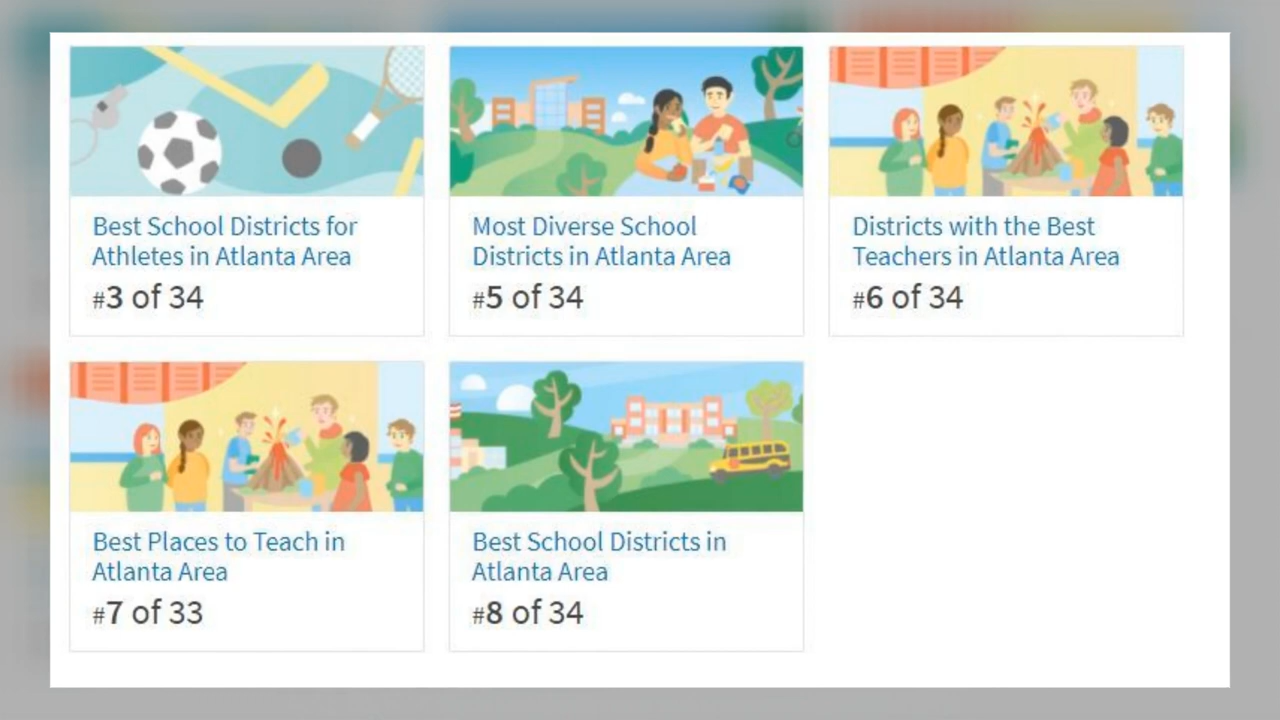 Best School Districts for
Athletes in Atlanta Area
#3 of 34
Most Diverse School
Districts in Atlanta Area
#5 of 34
Districts with the Best
Teachers in Atlanta Area
#6 of 34
Best Places to Teach in
Atlanta Area
#7 of 33
Best School Districts in
Atlanta Area
#8 of 34